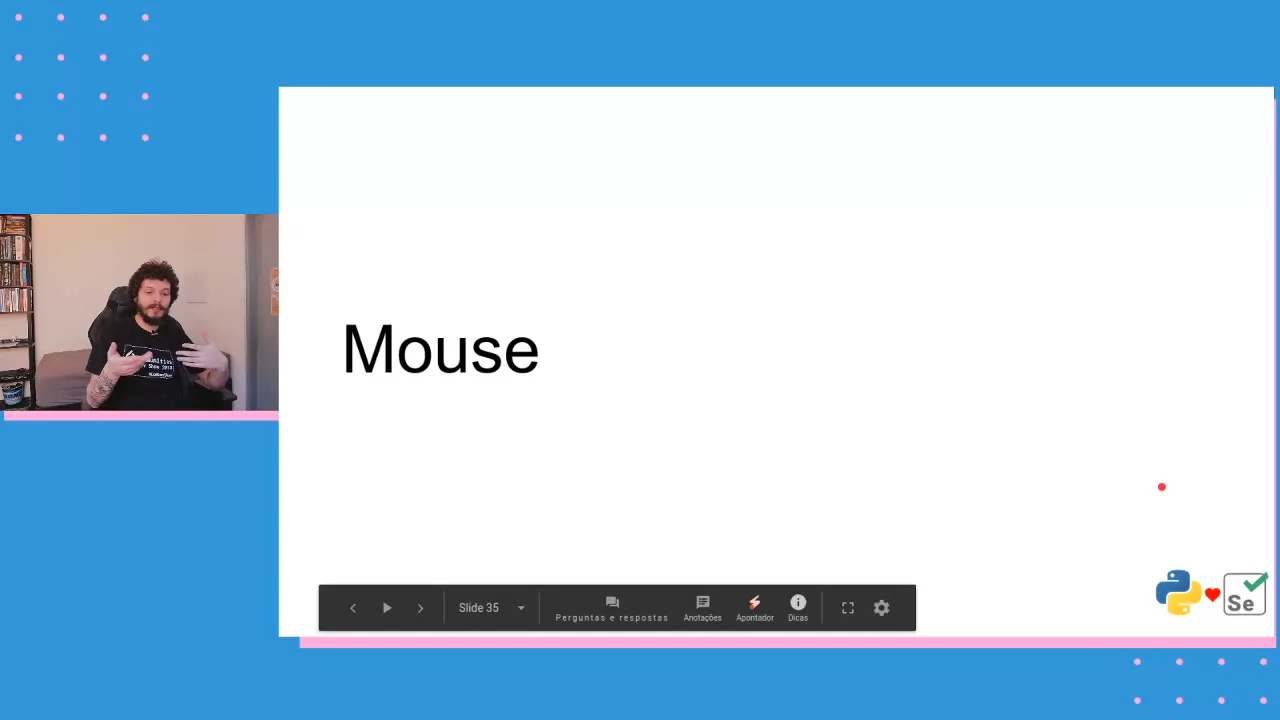 Mouse
Slide 35
Perguntas e respostas
Anotações
Apontador
Dicas
Se